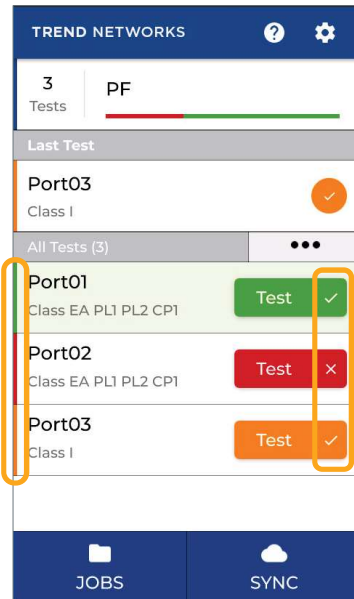 TREND NETWORKS
3
Tests
PF
Last Test
Port03
Class I
All Tests (3)
Port01
Class EA PL1 PL2 CP1
Test
Port02
Class EA PL1 PL2 CP1
Test
Port03
Class I
Test
JOBS
SYNC